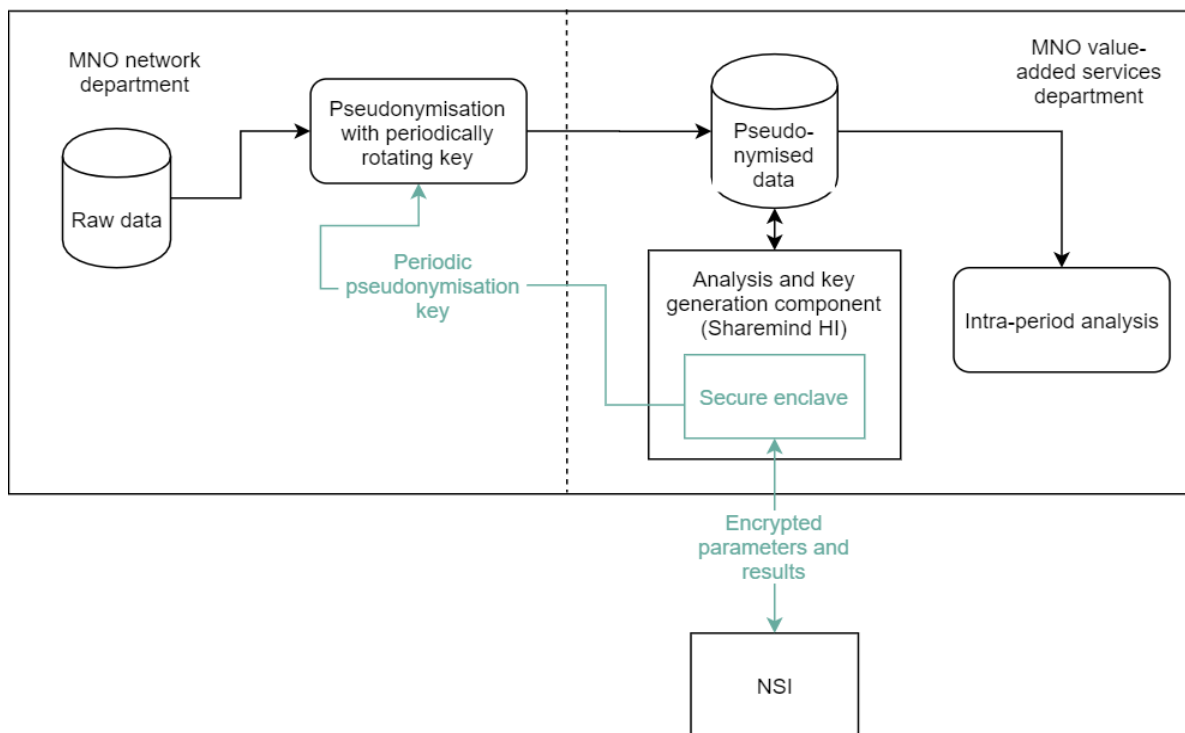 MNO network
department
Raw data
Pseudonymisation
with periodically
rotating key
Periodic
pseudonymisation
key
Pseudo-
nymised
data
MNO value-
added services
department
Analysis and key
generation component
(Sharemind HI)
Secure enclave
Intra-period analysis
Encrypted
parameters and
results
NSI